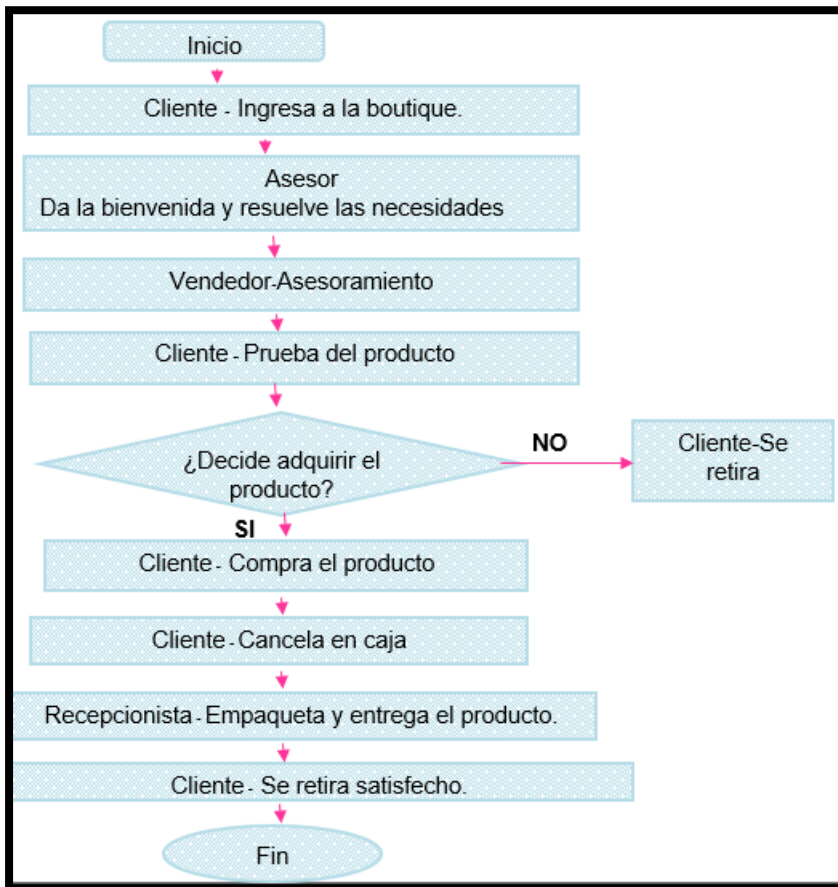 Inicio
Cliente - Ingresa a la boutique.
Asesor
Da la bienvenida y resuelve las necesidades
Vendedor-Asesoramiento
Cliente - Prueba del producto
¿Decide adquirir el
producto?
NO
Cliente-Se
retira
SI
Cliente - Compra el producto
Cliente - Cancela en caja
Recepcionista - Empaqueta y entrega el producto.
Cliente - Se retira satisfecho.
Fin